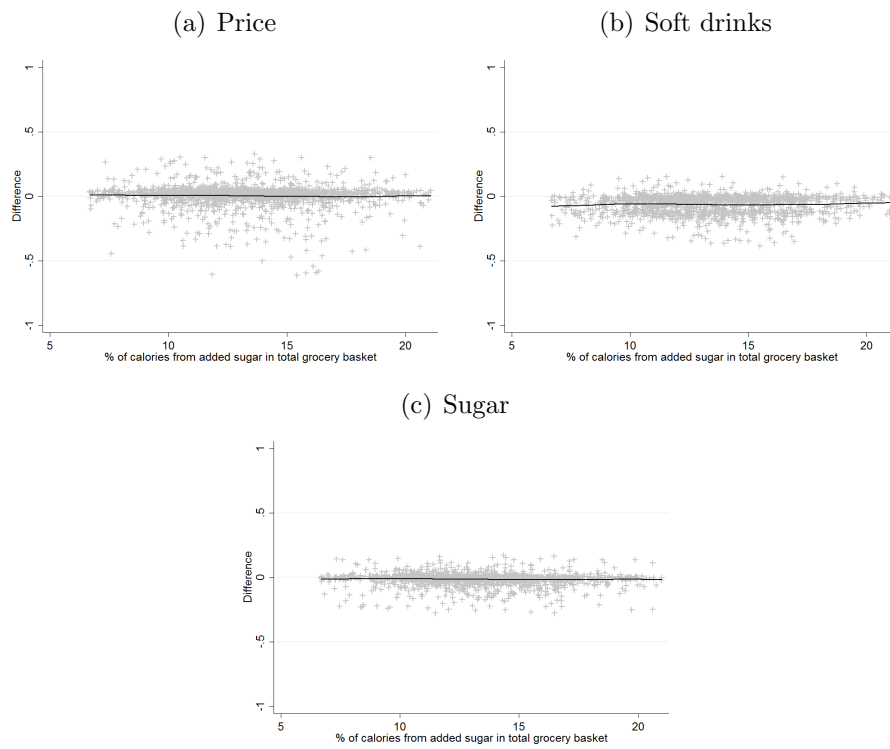 (a) Price
1
.5
0
-.5
-1
Difference
5 10 15 20
% of calories from added sugar in total grocery basket
(b) Soft drinks
1
.5
0
-.5
-1
Difference
5 10 15 20
% of calories from added sugar in total grocery basket
(c) Sugar
1
.5
0
-.5
-1
Difference
5 10 15 20
% of calories from added sugar in total grocery basket